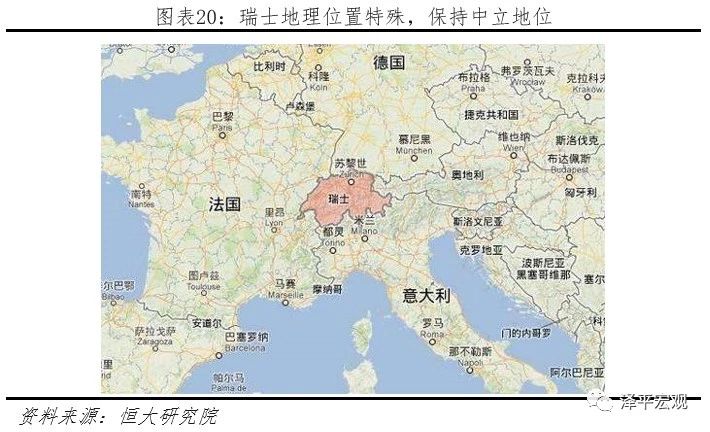 图表20：瑞士地理位置特殊，保持中立地位
比利时
科隆
Köln
德国
布拉格
Praha
弗罗茨瓦夫
Wrocław
克拉科夫
Kraków
卢森堡
捷克共和国
巴黎
Paris
慕尼黑
München
维也纳
Wien
斯洛伐克
苏黎世
Zürich
奥地利
布达佩斯
Budapest
匈牙利
南特
Nantes
法国
瑞士
里昂
Lyon
米兰
Milano
都灵
Torino
斯洛文尼亚
克罗地亚
波斯尼亚
黑塞哥维那
塞尔
图卢兹
Toulouse
马赛
Marseille
摩纳哥
意大利
尔巴鄂
Bilbao
安道尔
萨拉戈萨
Zaragoza
巴塞罗纳
Barcelona
罗马
Roma
门的内哥罗
那不勒斯
Napoli
帕尔马
Palma de
阿尔巴尼亚
泽平宏观
资料来源：恒大研究院